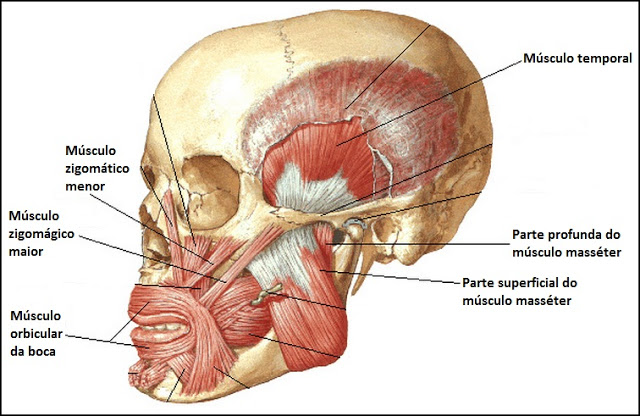 Músculo temporal
Músculo
zigomático
menor
Músculo
zigomágico
maior
Parte profunda do
músculo masséter
Parte superficial do
músculo masséter
Músculo
orbicular
da boca